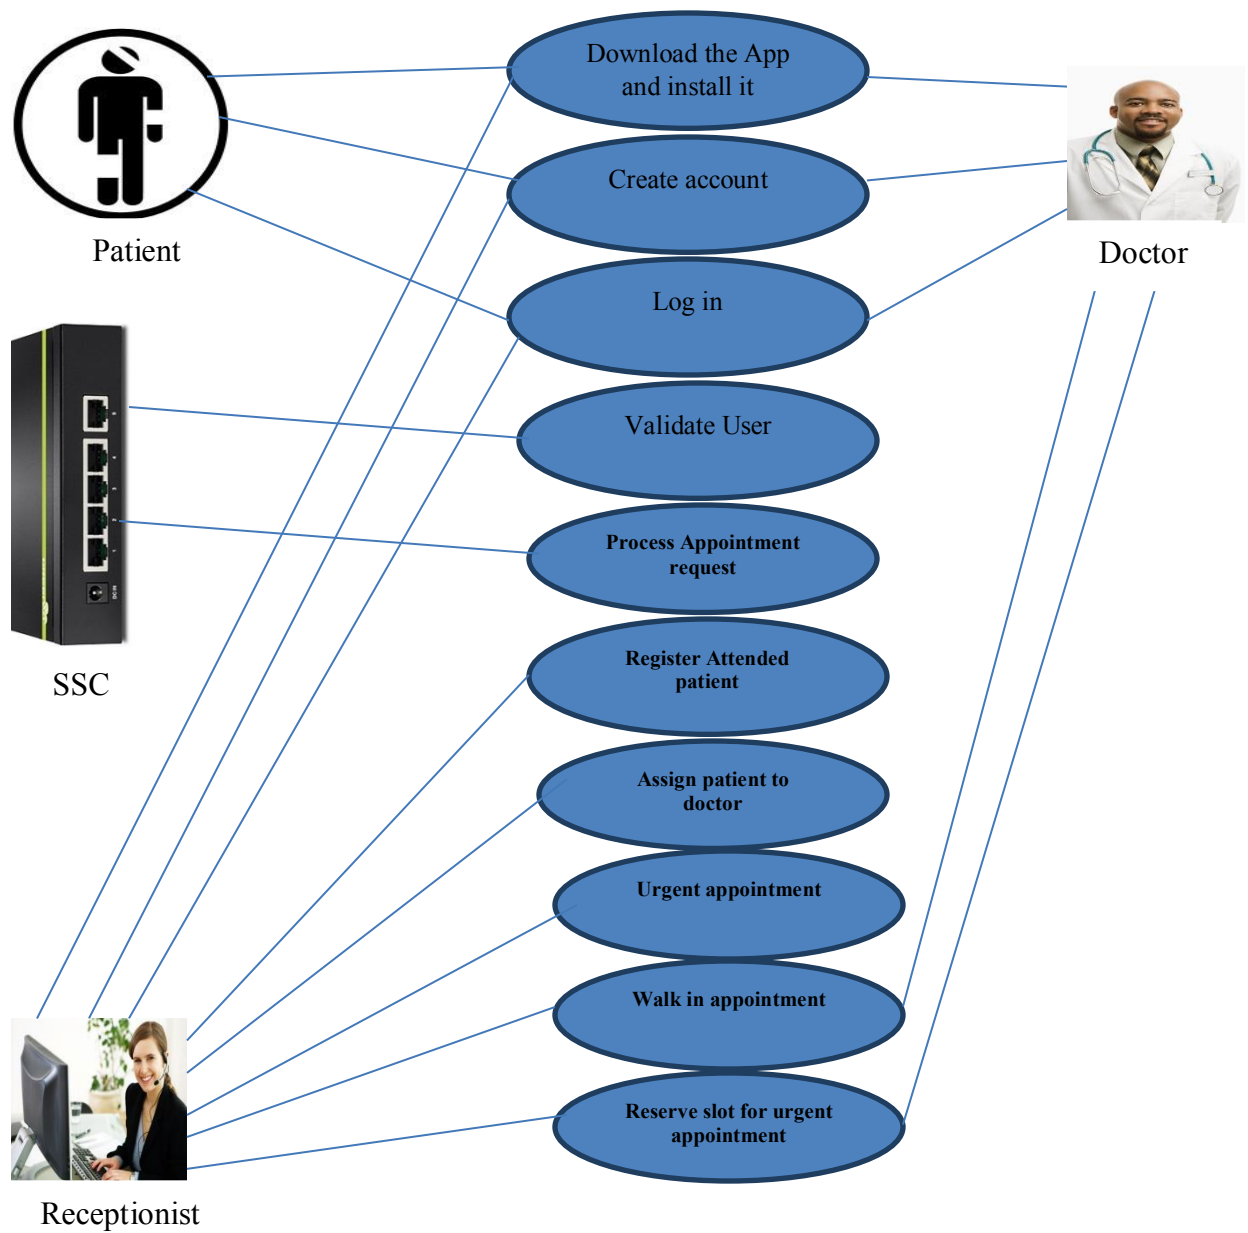 Download the App
and install it
Create account
Patient
Doctor
Log in
Validate User
Process Appointment
request
Register Attended
patient
SSC
Assign patient to
doctor
Urgent appointment
Walk in appointment
Reserve slot for urgent
appointment
Receptionist